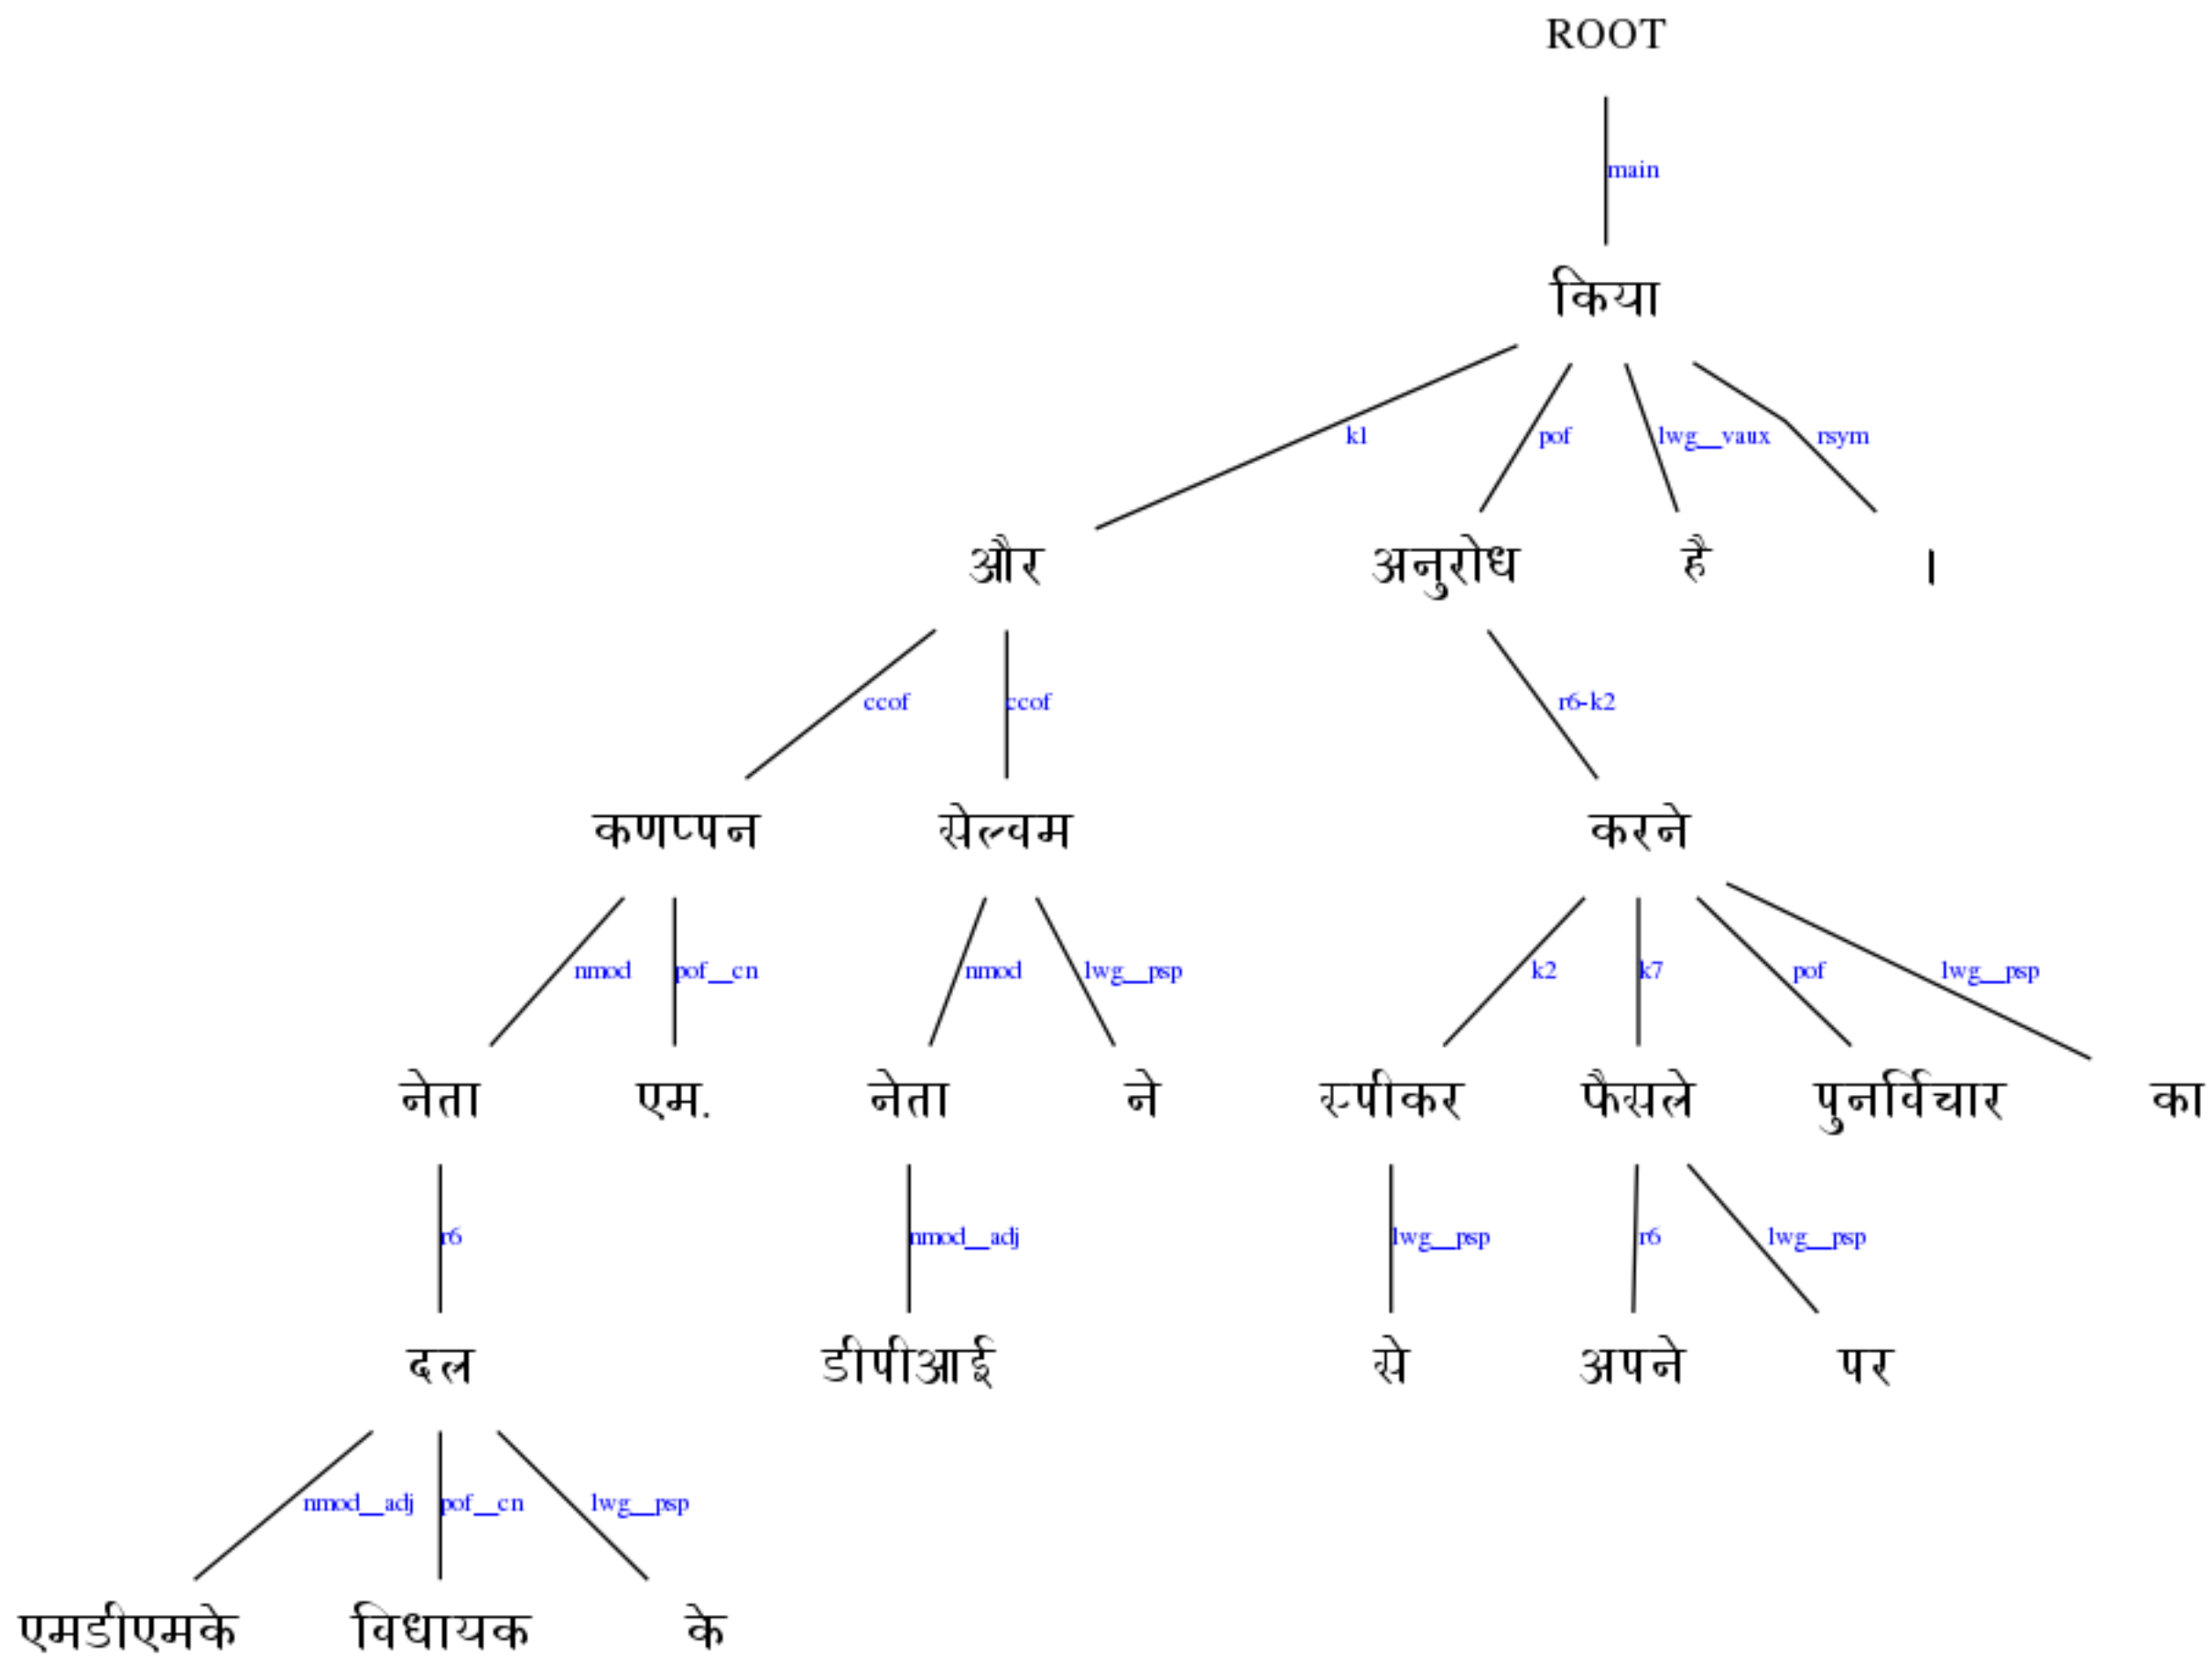 ROOT
main
किया
k1 pof lwg__vaux rsym
और अनुरोध है ।
ccof ccof r6-k2
कणप्पन सेल्वम करने
nmod pof__cn nmod lwg__psp k2 k7 pof lwg__psp
नेता एम. नेता ने स्पीकर फैसले पुनर्विचार का
r6 nmod__adj lwg__psp r6 lwg__psp
दल डीपीआई से अपने पर
nmod__adj pof__cn lwg__psp
एमडीएमके विधायक के